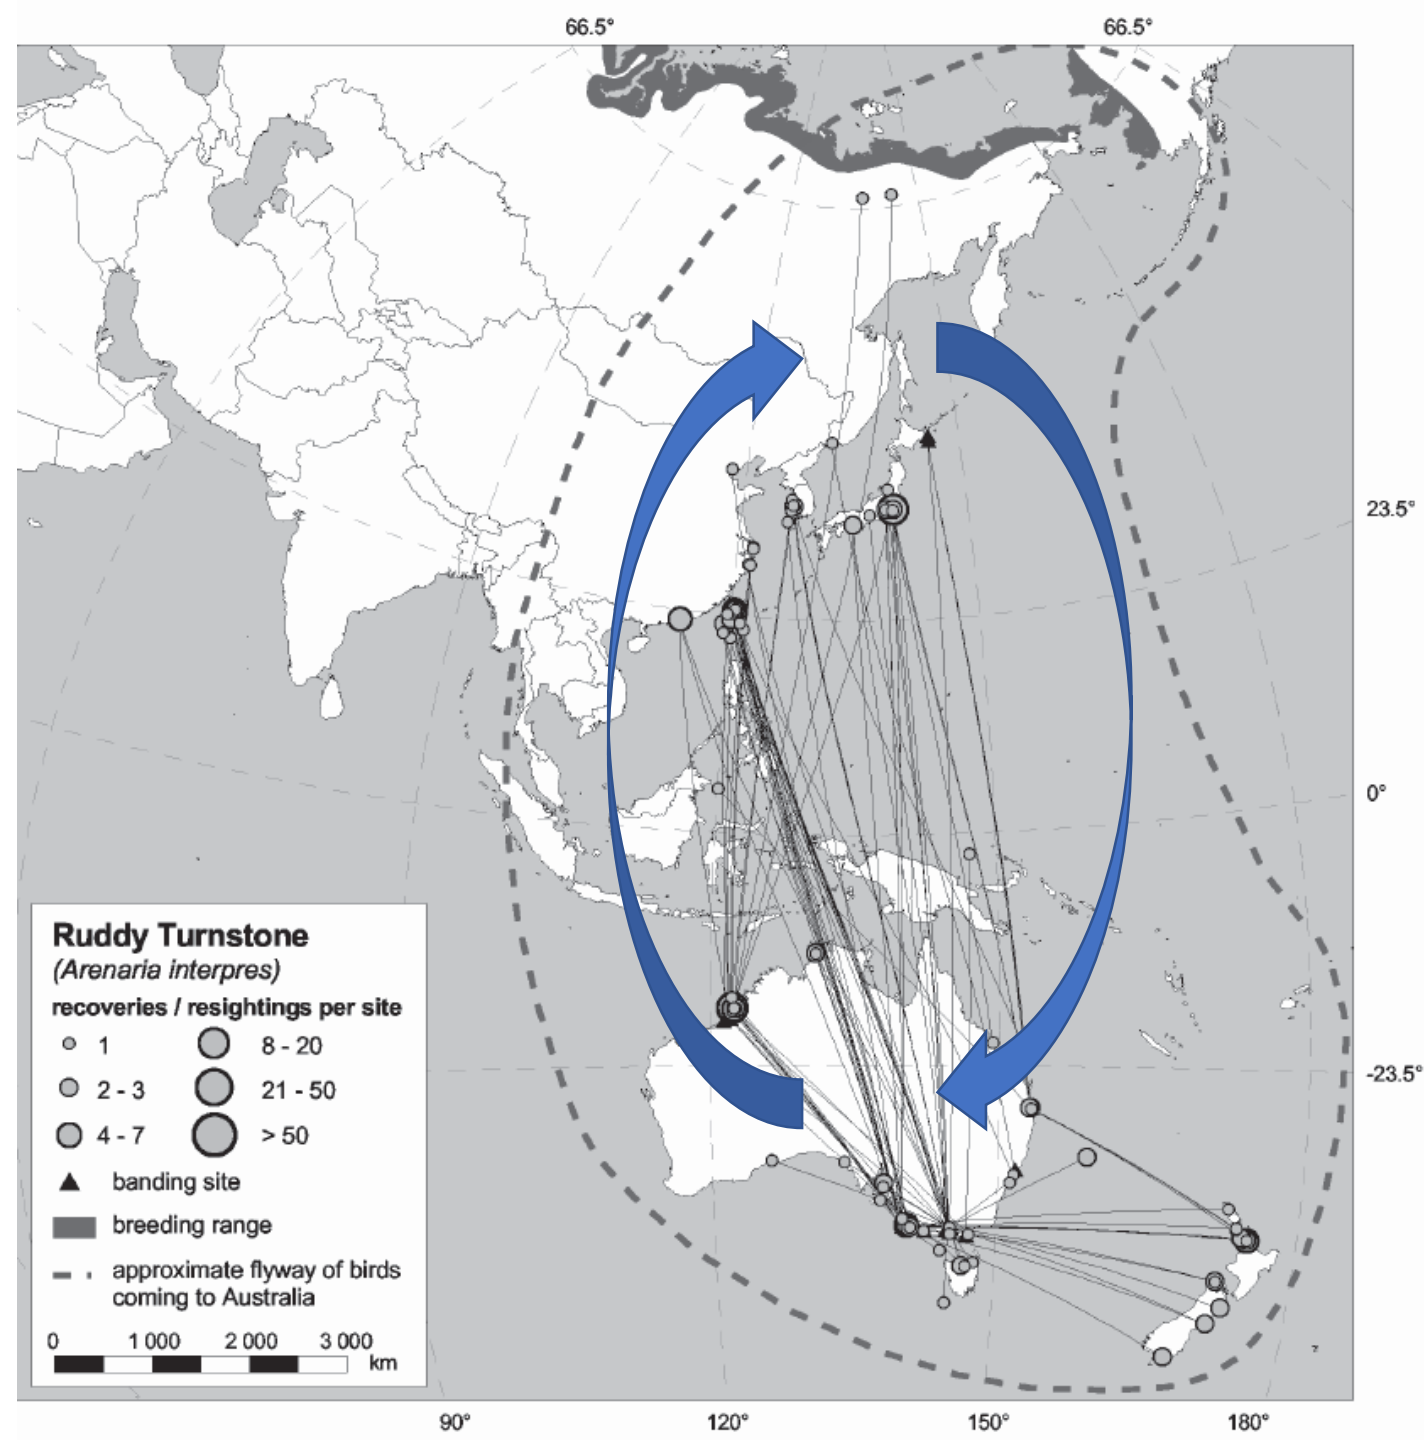 66.5° 66.5°
23.5°
0°
-23.5°
Ruddy Turnstone
(Arenaria interpres)
recoveries / resightings per site
1 8 - 20
2 - 3 21 - 50
4 - 7 > 50
banding site
breeding range
approximate flyway of birds
coming to Australia
0 1 000 2 000 3 000
km
90° 120° 150° 180°